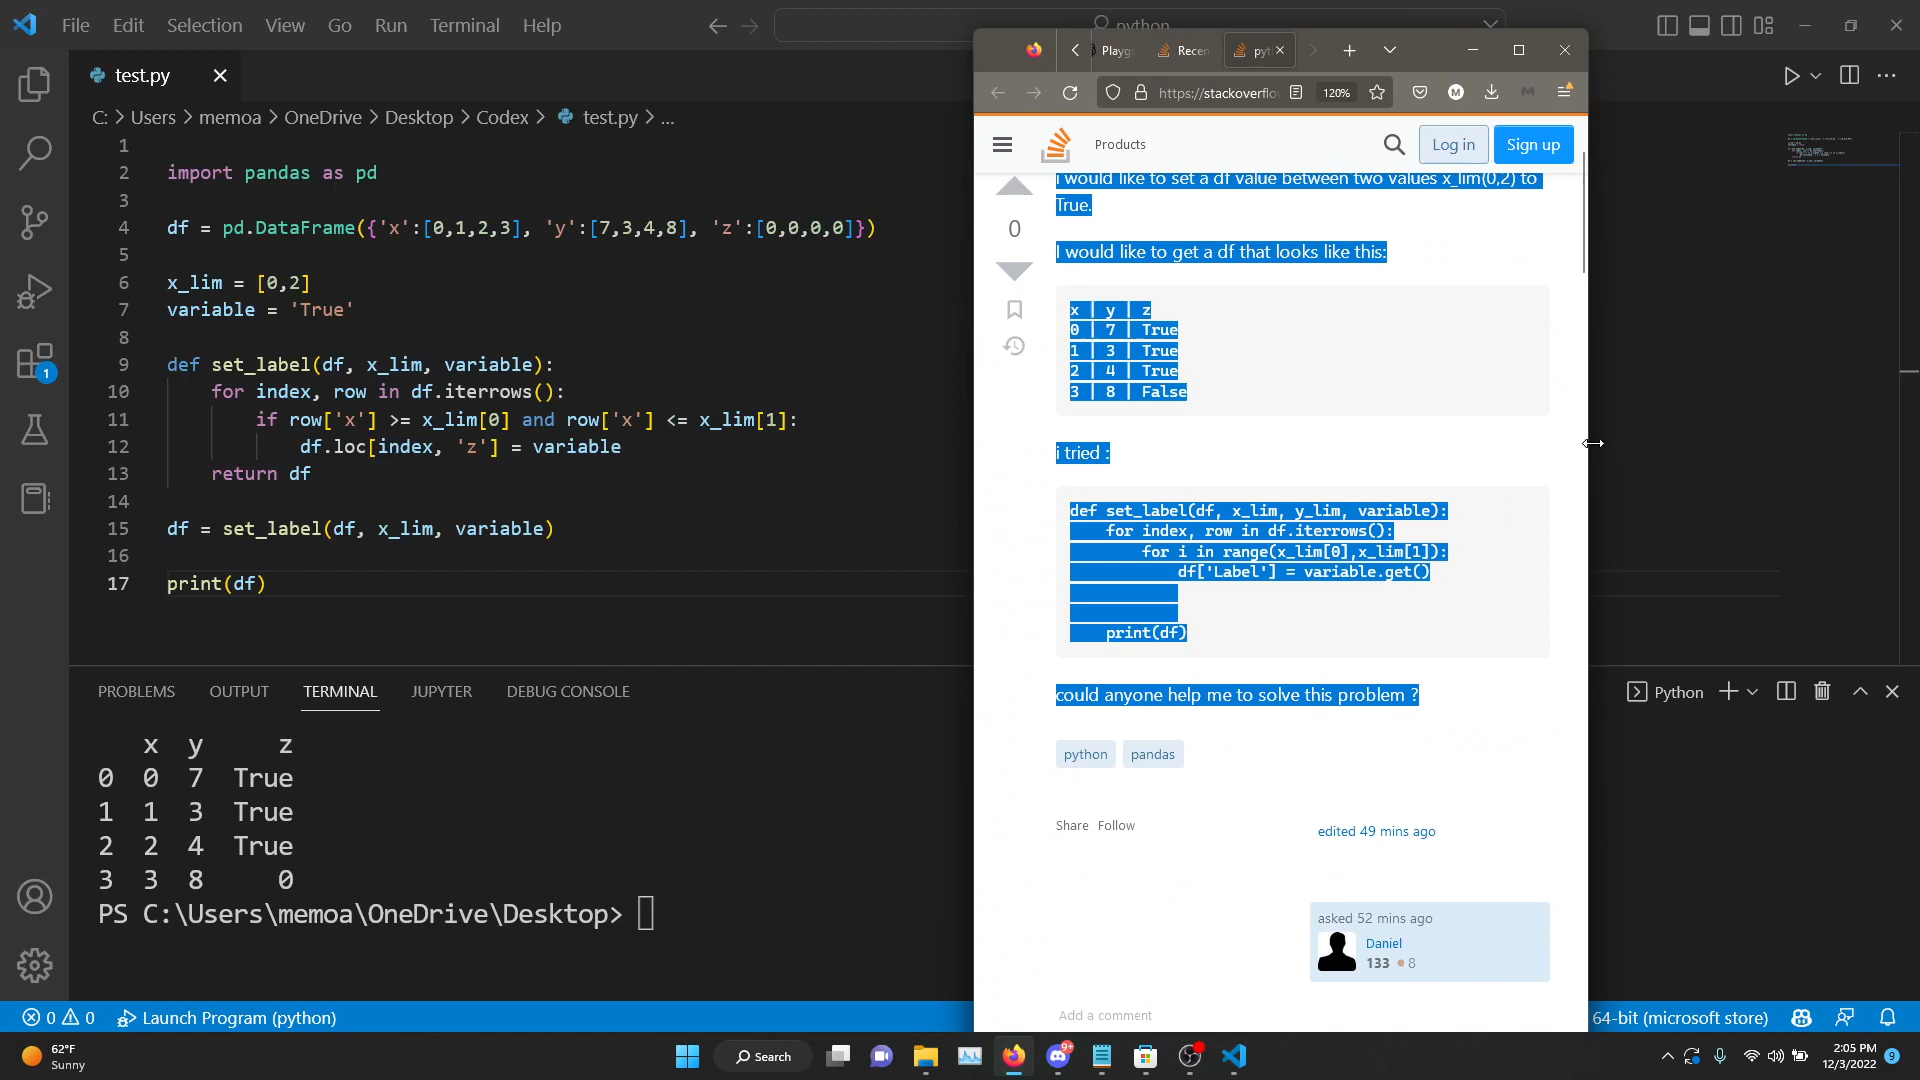 File Edit Selection View Go Run Terminal Help
python
test.py
C: > Users > memoa > OneDrive > Desktop > Codex > test.py > ...
1
2 import pandas as pd
3
4 df = pd.DataFrame({'x':[0,1,2,3], 'y':[7,3,4,8], 'z':[0,0,0,0]})
5
6 x_lim = [0,2]
7 variable = 'True'
8
9 def set_label(df, x_lim, variable):
10 for index, row in df.iterrows():
11 if row['x'] >= x_lim[0] and row['x'] <= x_lim[1]:
12 df.loc[index, 'z'] = variable
13 return df
14
15 df = set_label(df, x_lim, variable)
16
17 print(df)
1
PROBLEMS OUTPUT TERMINAL JUPYTER DEBUG CONSOLE
Python
x y z
0 0 7 True
1 1 3 True
2 2 4 True
3 3 8 0
PS C:\Users\memoa\OneDrive\Desktop>
Playg Recen pyt
https://stackoverflo 120% M
Products Log in Sign up
I would like to set a df value between two values x_lim(0,2) to
True.
0
I would like to get a df that looks like this:
x | y | z
0 | 7 | True
1 | 3 | True
2 | 4 | True
3 | 8 | False
i tried :
def set_label(df, x_lim, y_lim, variable):
for index, row in df.iterrows():
for i in range(x_lim[0],x_lim[1]):
df['Label'] = variable.get()
print(df)
could anyone help me to solve this problem ?
python pandas
Share Follow
edited 49 mins ago
asked 52 mins ago
Daniel
133 8
Add a comment
0 0 Launch Program (python)
64-bit (microsoft store)
62°F
Sunny
Search
9+
2:05 PM
12/3/2022
9